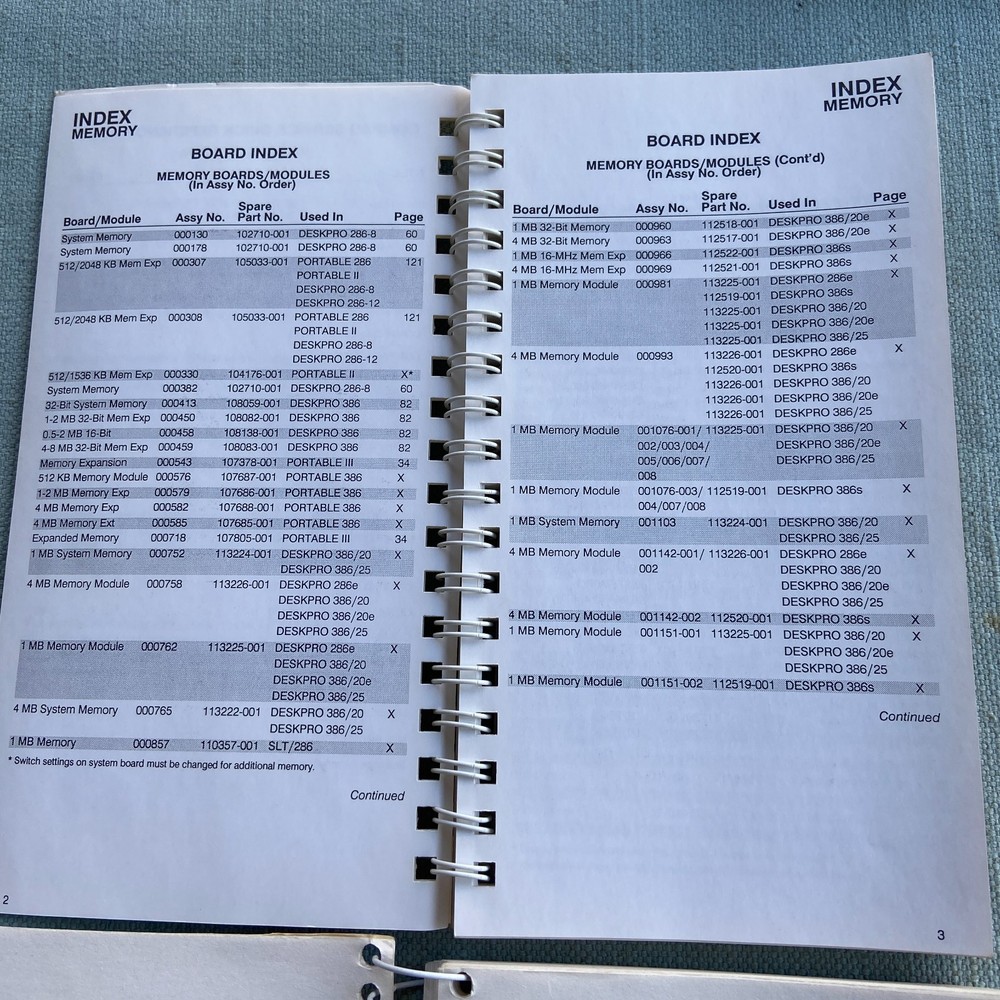 INDEX
MEMORY
BOARD INDEX
MEMORY BOARDS/MODULES
(In Assy No. Order)
Board/Module Assy No. Spare Part No. Used In Page
System Memory 000130 102710-001 DESKPRO 286-8 60
System Memory 000178 102710-001 DESKPRO 286-8 60
512/2048 KB Mem Exp 000307 105033-001 PORTABLE 286 121
PORTABLE II
DESKPRO 286-8
DESKPRO 286-12
512/2048 KB Mem Exp 000308 105033-001 PORTABLE 286 121
PORTABLE II
DESKPRO 286-8
DESKPRO 286-12
512/1536 KB Mem Exp 000330 104176-001 PORTABLE II X*
System Memory 000382 102710-001 DESKPRO 286-8 60
32-Bit System Memory 000413 108059-001 DESKPRO 386 82
1-2 MB 32-Bit Mem Exp 000450 108082-001 DESKPRO 386 82
0.5-2 MB 16-Bit 000458 108138-001 DESKPRO 386 82
4-8 MB 32-Bit Mem Exp 000459 108083-001 DESKPRO 386 82
Memory Expansion 000543 107378-001 PORTABLE III 34
512 KB Memory Module 000576 107687-001 PORTABLE 386 X
1-2 MB Memory Exp 000579 107686-001 PORTABLE 386 X
4 MB Memory Exp 000582 107688-001 PORTABLE 386 X
4 MB Memory Ext 000585 107685-001 PORTABLE 386 X
Expanded Memory 000718 107805-001 PORTABLE III 34
1 MB System Memory 000752 113224-001 DESKPRO 386/20 X
DESKPRO 386/25
4 MB Memory Module 000758 113226-001 DESKPRO 286e X
DESKPRO 386/20
DESKPRO 386/20e
DESKPRO 386/25
1 MB Memory Module 000762 113225-001 DESKPRO 286e X
DESKPRO 386/20
DESKPRO 386/20e
DESKPRO 386/25
4 MB System Memory 000765 113222-001 DESKPRO 386/20 X
DESKPRO 386/25
1 MB Memory 000857 110357-001 SLT/286 X
* Switch settings on system board must be changed for additional memory.
Continued
2
INDEX
MEMORY
BOARD INDEX
MEMORY BOARDS/MODULES (Cont'd)
(In Assy No. Order)
Board/Module Assy No. Spare Part No. Used In Page
1 MB 32-Bit Memory 000960 112518-001 DESKPRO 386/20e X
4 MB 32-Bit Memory 000963 112517-001 DESKPRO 386/20e X
1 MB 16-MHz Mem Exp 000966 112522-001 DESKPRO 386s X
4 MB 16-MHz Mem Exp 000969 112521-001 DESKPRO 386s X
1 MB Memory Module 000981 113225-001 DESKPRO 286e X
112519-001 DESKPRO 386s
113225-001 DESKPRO 386/20
113225-001 DESKPRO 386/20e
113225-001 DESKPRO 386/25
4 MB Memory Module 000993 113226-001 DESKPRO 286e X
112520-001 DESKPRO 386s
113226-001 DESKPRO 386/20
113226-001 DESKPRO 386/20e
113226-001 DESKPRO 386/25
1 MB Memory Module 001076-001/ 113225-001 DESKPRO 386/20 X
002/003/004/ DESKPRO 386/20e
005/006/007/ DESKPRO 386/25
008
1 MB Memory Module 001076-003/ 112519-001 DESKPRO 386s X
004/007/008
1 MB System Memory 001103 113224-001 DESKPRO 386/20 X
DESKPRO 386/25
4 MB Memory Module 001142-001/ 113226-001 DESKPRO 286e X
002 DESKPRO 386/20
DESKPRO 386/20e
DESKPRO 386/25
4 MB Memory Module 001142-002 112520-001 DESKPRO 386s X
1 MB Memory Module 001151-001 113225-001 DESKPRO 386/20 X
DESKPRO 386/20e
DESKPRO 386/25
1 MB Memory Module 001151-002 112519-001 DESKPRO 386s X
Continued
3